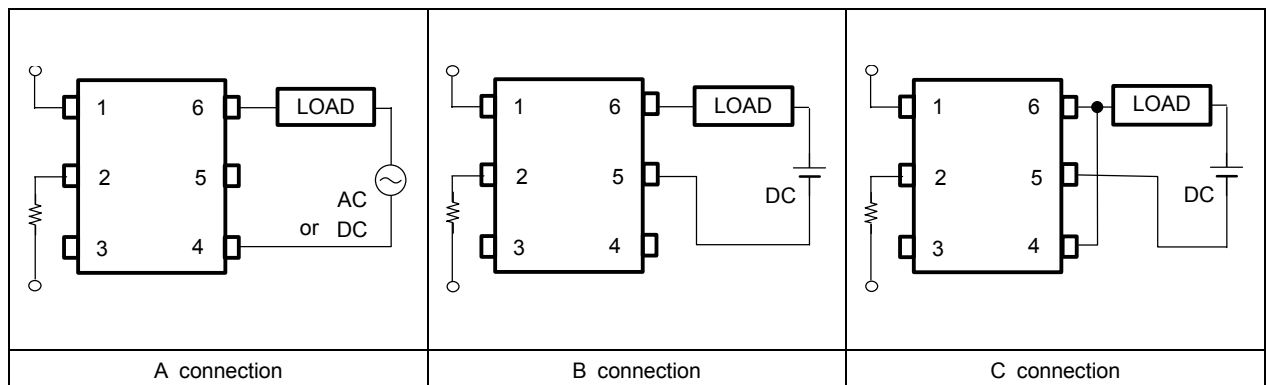 1 6 LOAD
2 5
AC
or DC
3 4
A connection
1 6 LOAD
2 5
DC
3 4
B connection
1 6 LOAD
2 5
DC
3 4
C connection